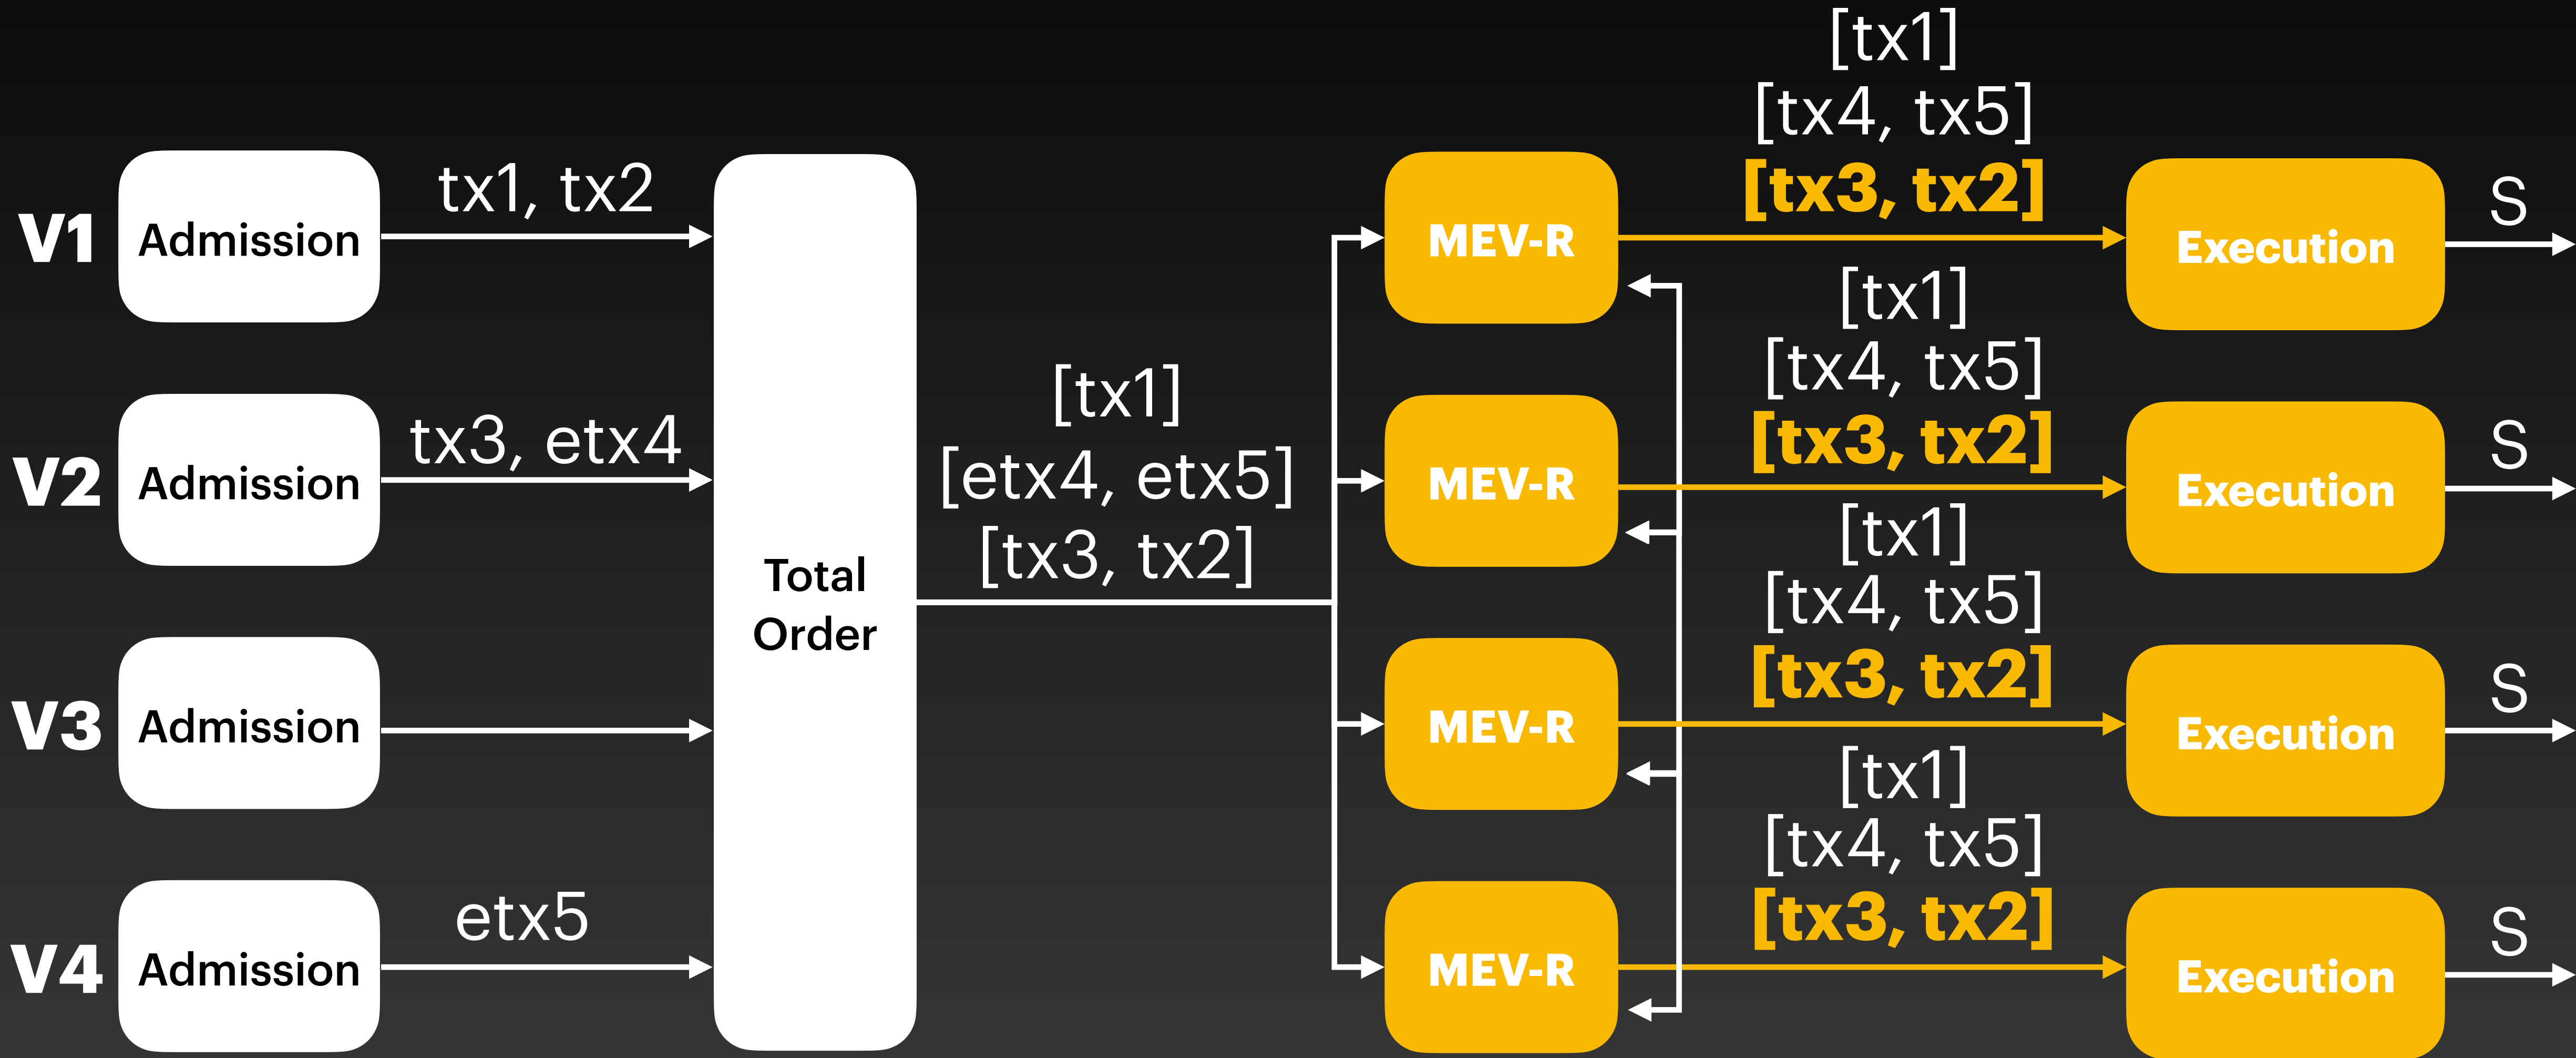 [tx1]
[tx4, tx5]
[tx3, tx2]
V1
Admission
tx1, tx2
MEV-R
Execution
S
[tx1]
[tx4, tx5]
[tx3, tx2]
V2
Admission
tx3, etx4
[tx1]
[etx4, etx5]
[tx3, tx2]
MEV-R
Execution
S
Total
Order
[tx1]
[tx4, tx5]
[tx3, tx2]
V3
Admission
MEV-R
Execution
S
[tx1]
[tx4, tx5]
[tx3, tx2]
V4
Admission
etx5
MEV-R
Execution
S